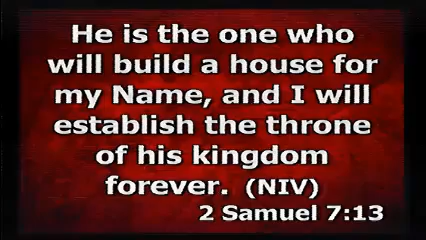 He is the one who
will build a house for
my Name, and I will
establish the throne
of his kingdom
forever. (NIV)
2 Samuel 7:13